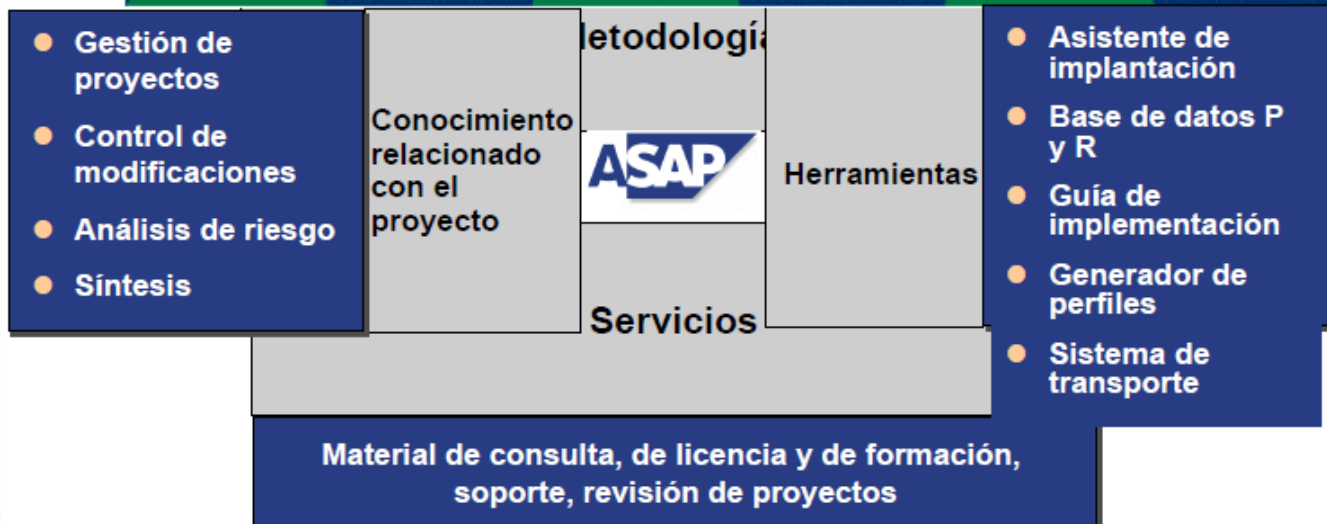 Gestión de
proyectos
Control de
modificaciones
Análisis de riesgo
Síntesis
Conocimiento
relacionado
con el
proyecto
letodología
ASAP
Servicios
Herramientas
Asistente de
implantación
Base de datos P
y R
Guía de
implementación
Generador de
perfiles
Sistema de
transporte
Material de consulta, de licencia y de formación,
soporte, revisión de proyectos